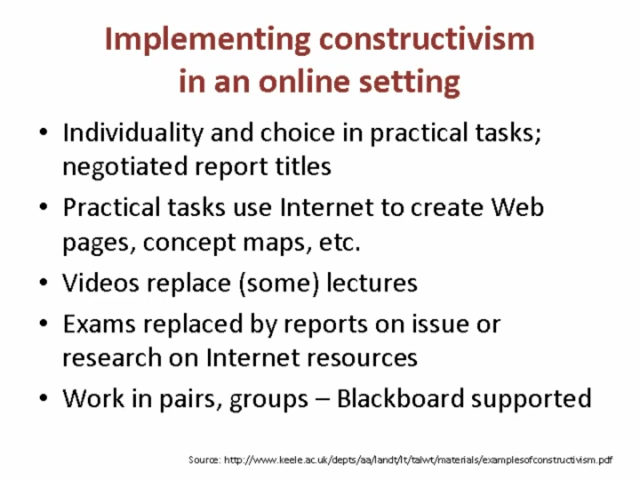 Implementing constructivism
in an online setting
• Individuality and choice in practical tasks;
negotiated report titles
• Practical tasks use Internet to create Web
pages, concept maps, etc.
• Videos replace (some) lectures
• Exams replaced by reports on issue or
research on Internet resources
• Work in pairs, groups – Blackboard supported
Source: http://www.keele.ac.uk/depts/aa/landt/lt/talwt/materials/examplesofconstructivism.pdf